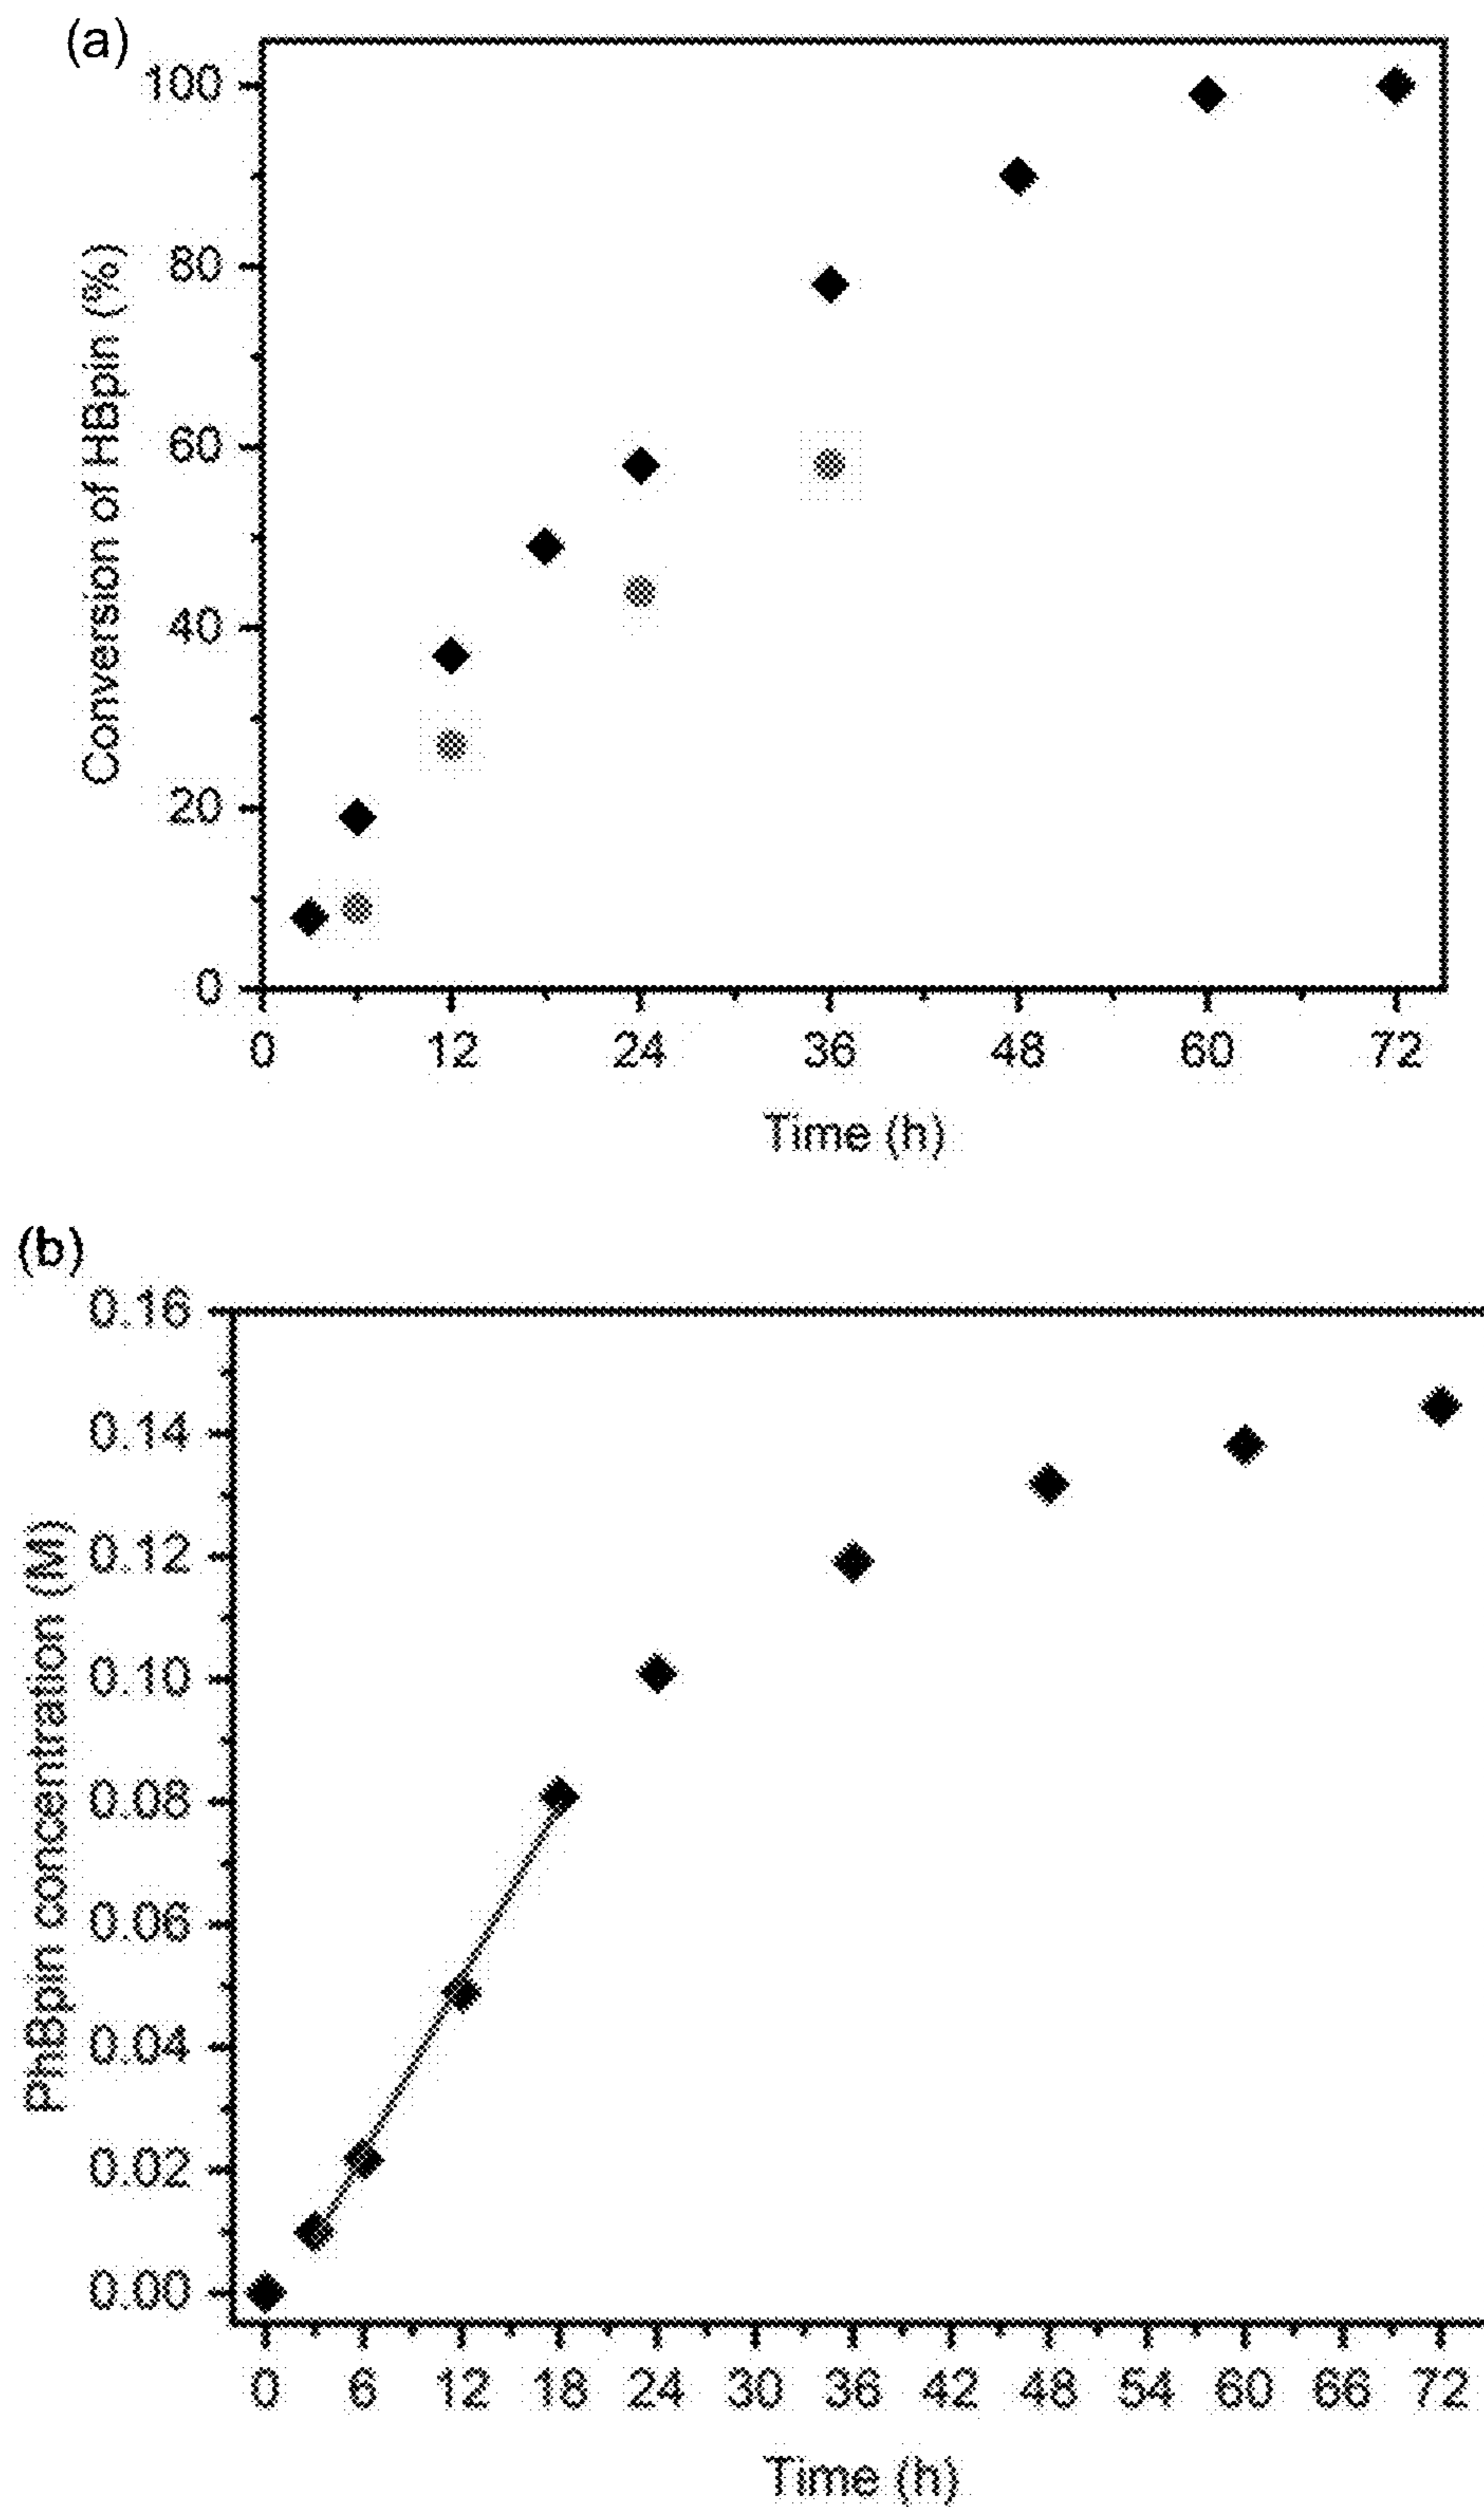 (a)
Conversion of HBpin (%)
100
80
60
40
20
0
0 12 24 36 48 60 72
Time (h)
(b)
PhBpin concentration (M)
0.16
0.14
0.12
0.10
0.08
0.06
0.04
0.02
0.00
0 6 12 18 24 30 36 42 48 54 60 66 72
Time (h)